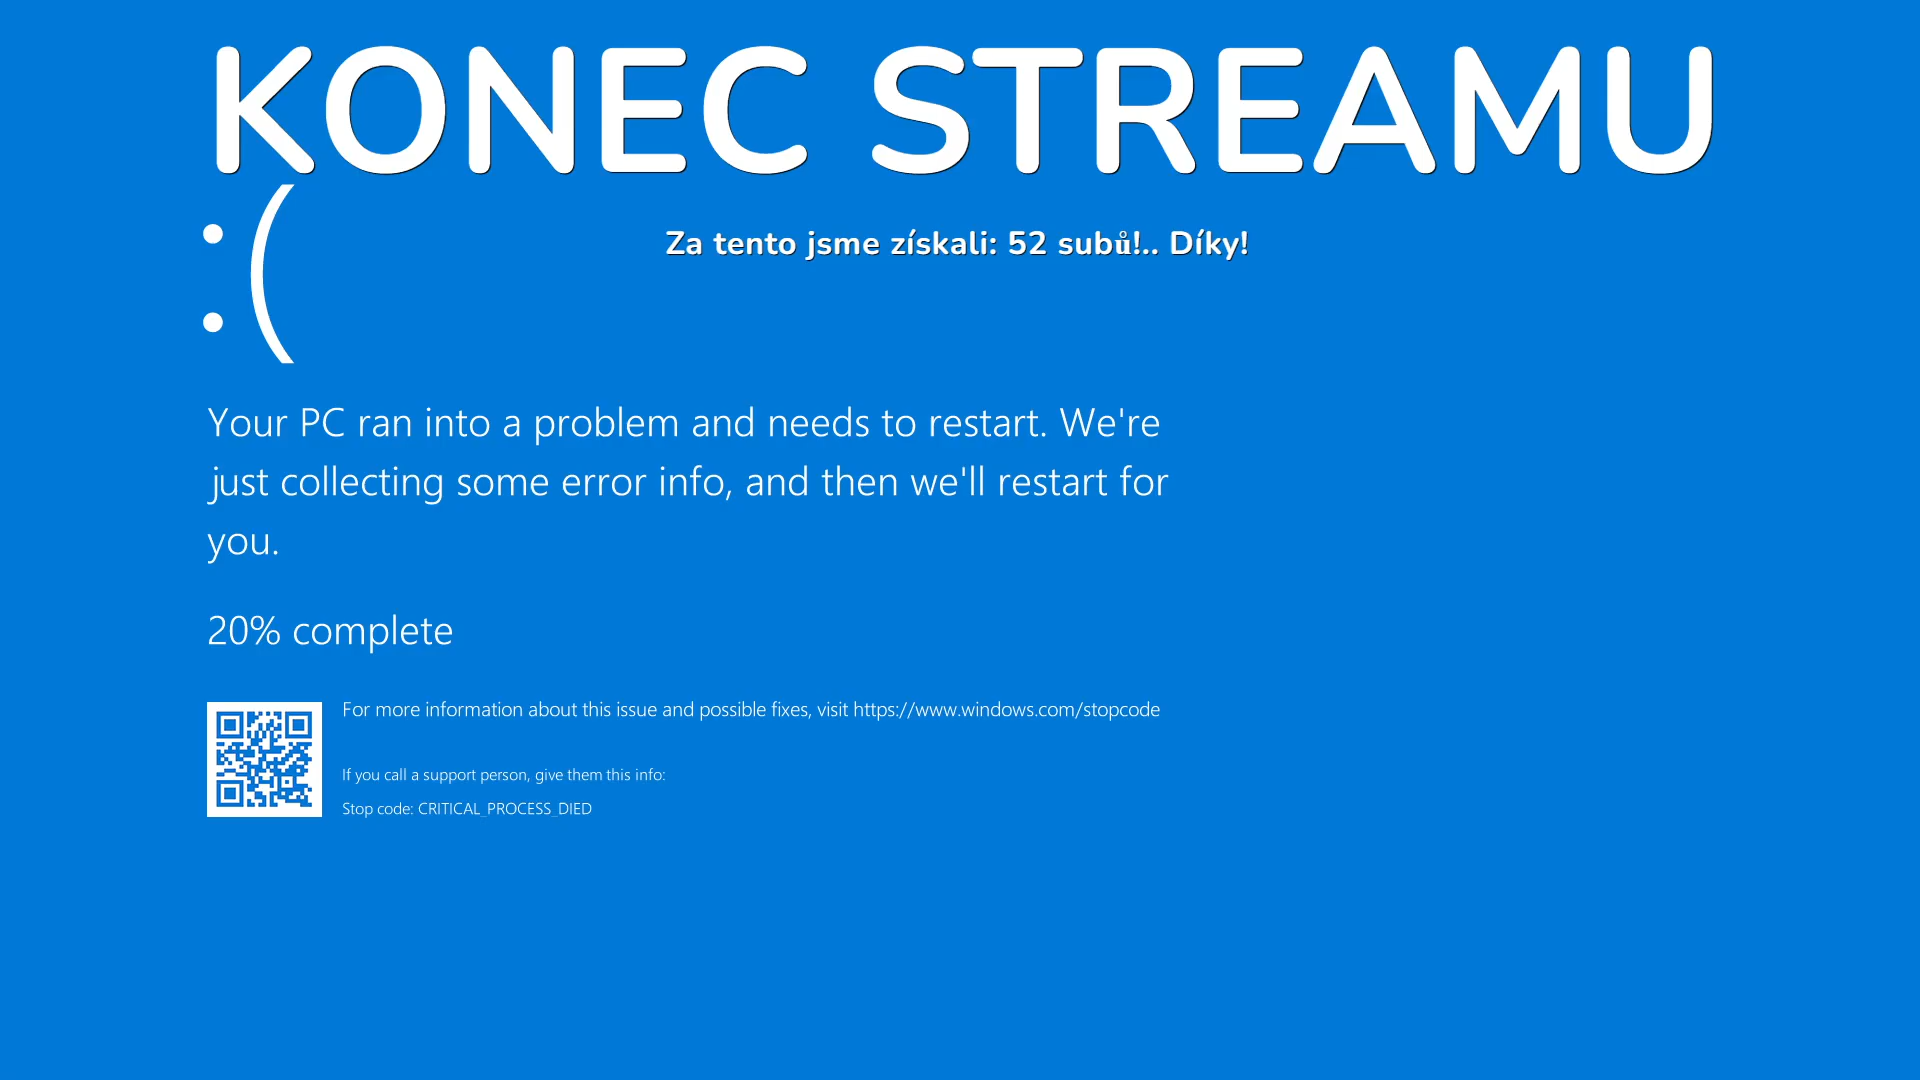 KONEC STREAMU
:(
Za tento jsme získali: 52 subů!.. Díky!
Your PC ran into a problem and needs to restart. We're
just collecting some error info, and then we'll restart for
you.
20% complete
For more information about this issue and possible fixes, visit https://www.windows.com/stopcode
If you call a support person, give them this info:
Stop code: CRITICAL_PROCESS_DIED